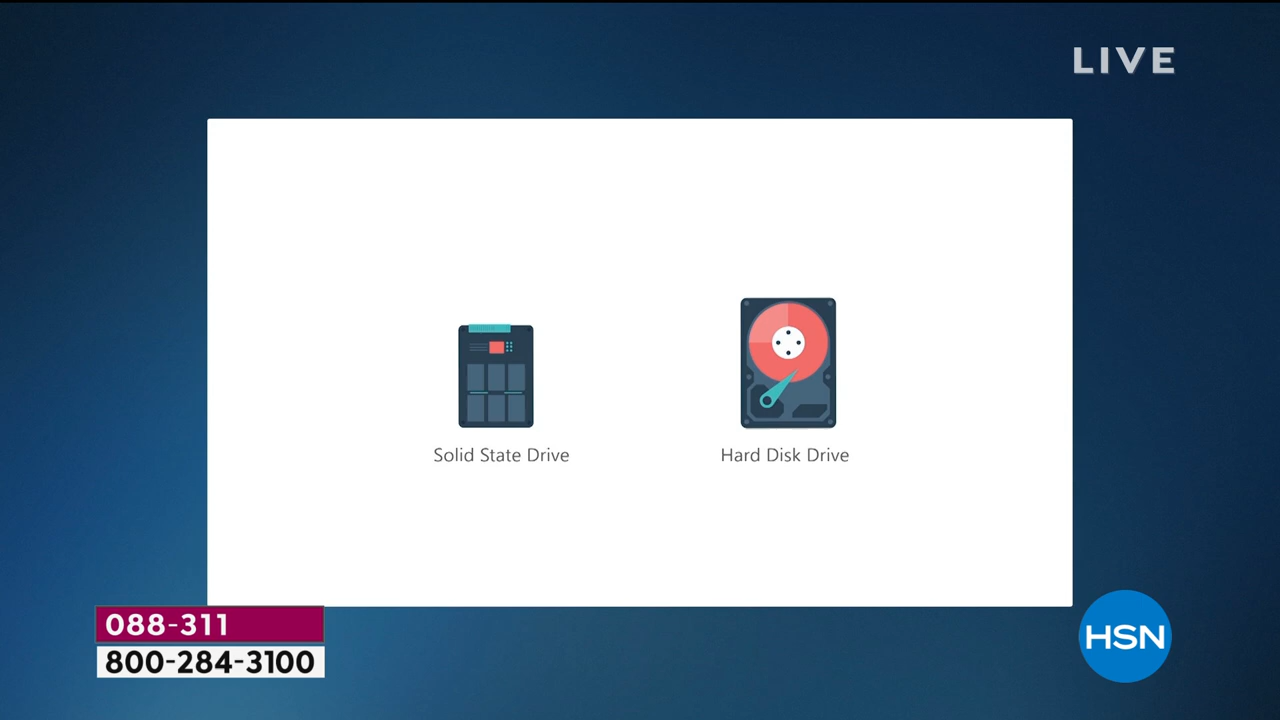 LIVE
Solid State Drive
Hard Disk Drive
088-311
800-284-3100
HSN